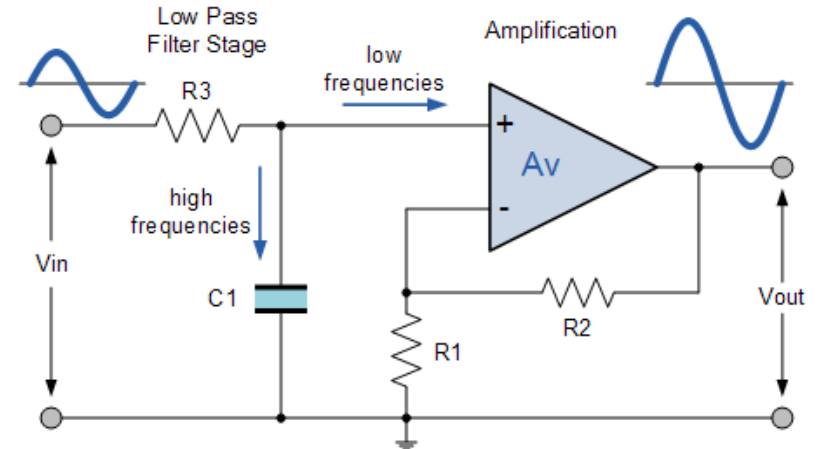 Low Pass
Filter Stage
Amplification
low
frequencies
R3
+
Av
high
frequencies
-
Vin
C1
Vout
R2
R1